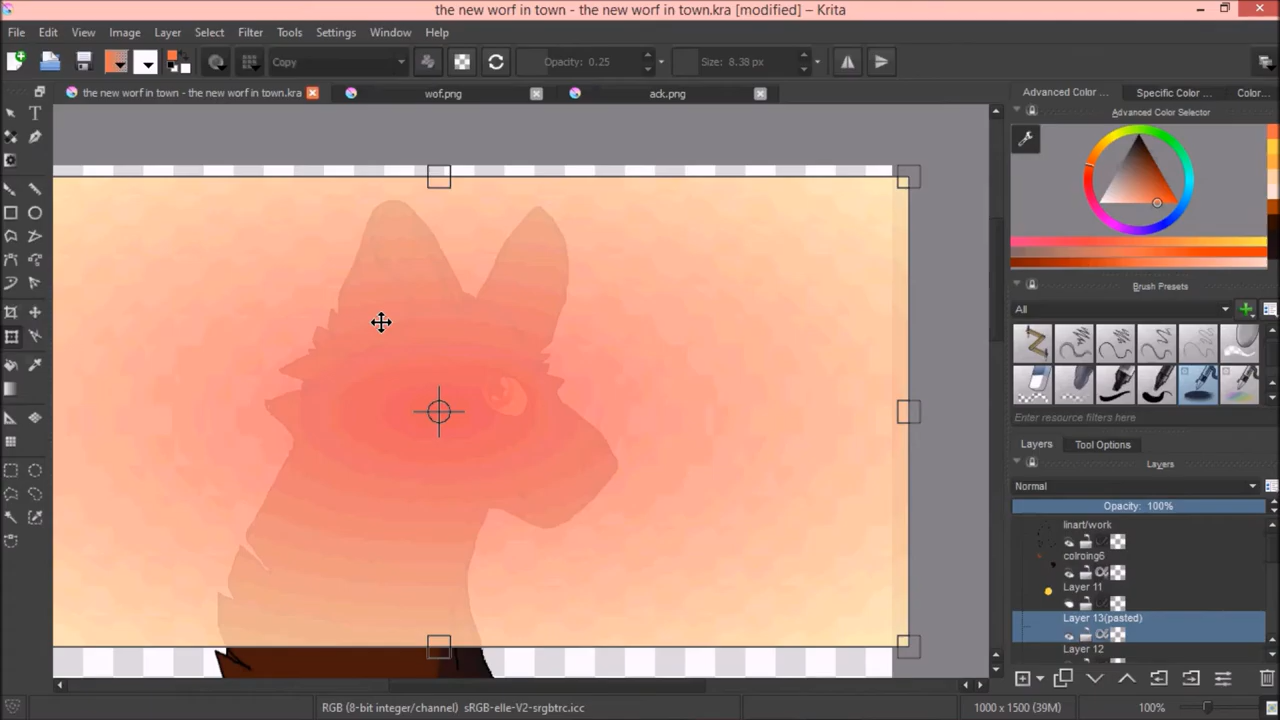 the new worf in town - the new worf in town.kra [modified] – Krita
File Edit View Image Layer Select Filter Tools Settings Window Help
Copy Opacity: 0.25 Size: 8.38 px
the new worf in town - the new worf in town.kra wof.png ack.png
Advanced Color ... Specific Color ... Color...
Advanced Color Selector
Brush Presets
All
Enter resource filters here
Layers Tool Options
Layers
Normal
Opacity: 100%
linart/work
colroing6
Layer 11
Layer 13(pasted)
Layer 12
RGB (8-bit integer/channel) sRGB-elle-V2-srgbtrc.icc 1000 x 1500 (39M) 100%